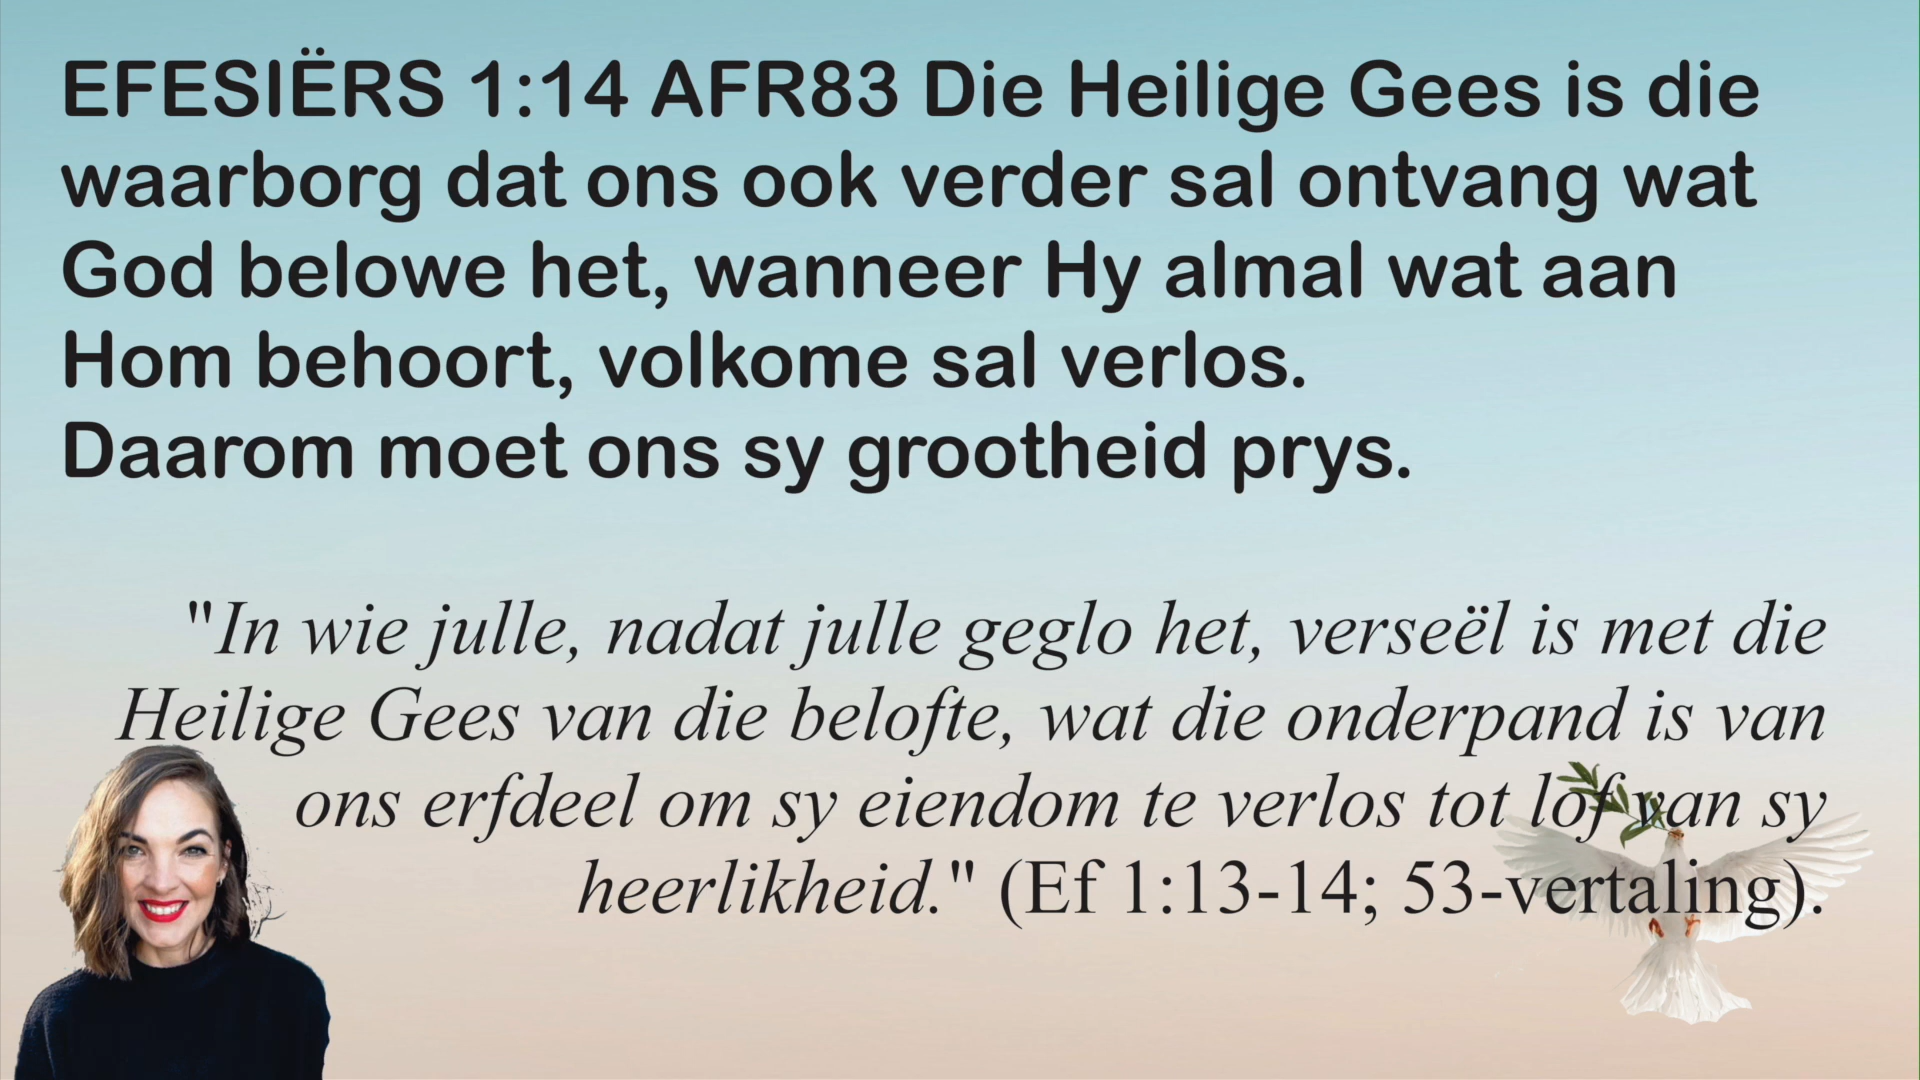 EFESIËRS 1:14 AFR83 Die Heilige Gees is die
waarborg dat ons ook verder sal ontvang wat
God belowe het, wanneer Hy almal wat aan
Hom behoort, volkome sal verlos.
Daarom moet ons sy grootheid prys.
"In wie julle, nadat julle geglo het, verseël is met die
Heilige Gees van die belofte, wat die onderpand is van
ons erfdeel om sy eiendom te verlos tot lof van sy
heerlikheid." (Ef 1:13-14; 53-vertaling).